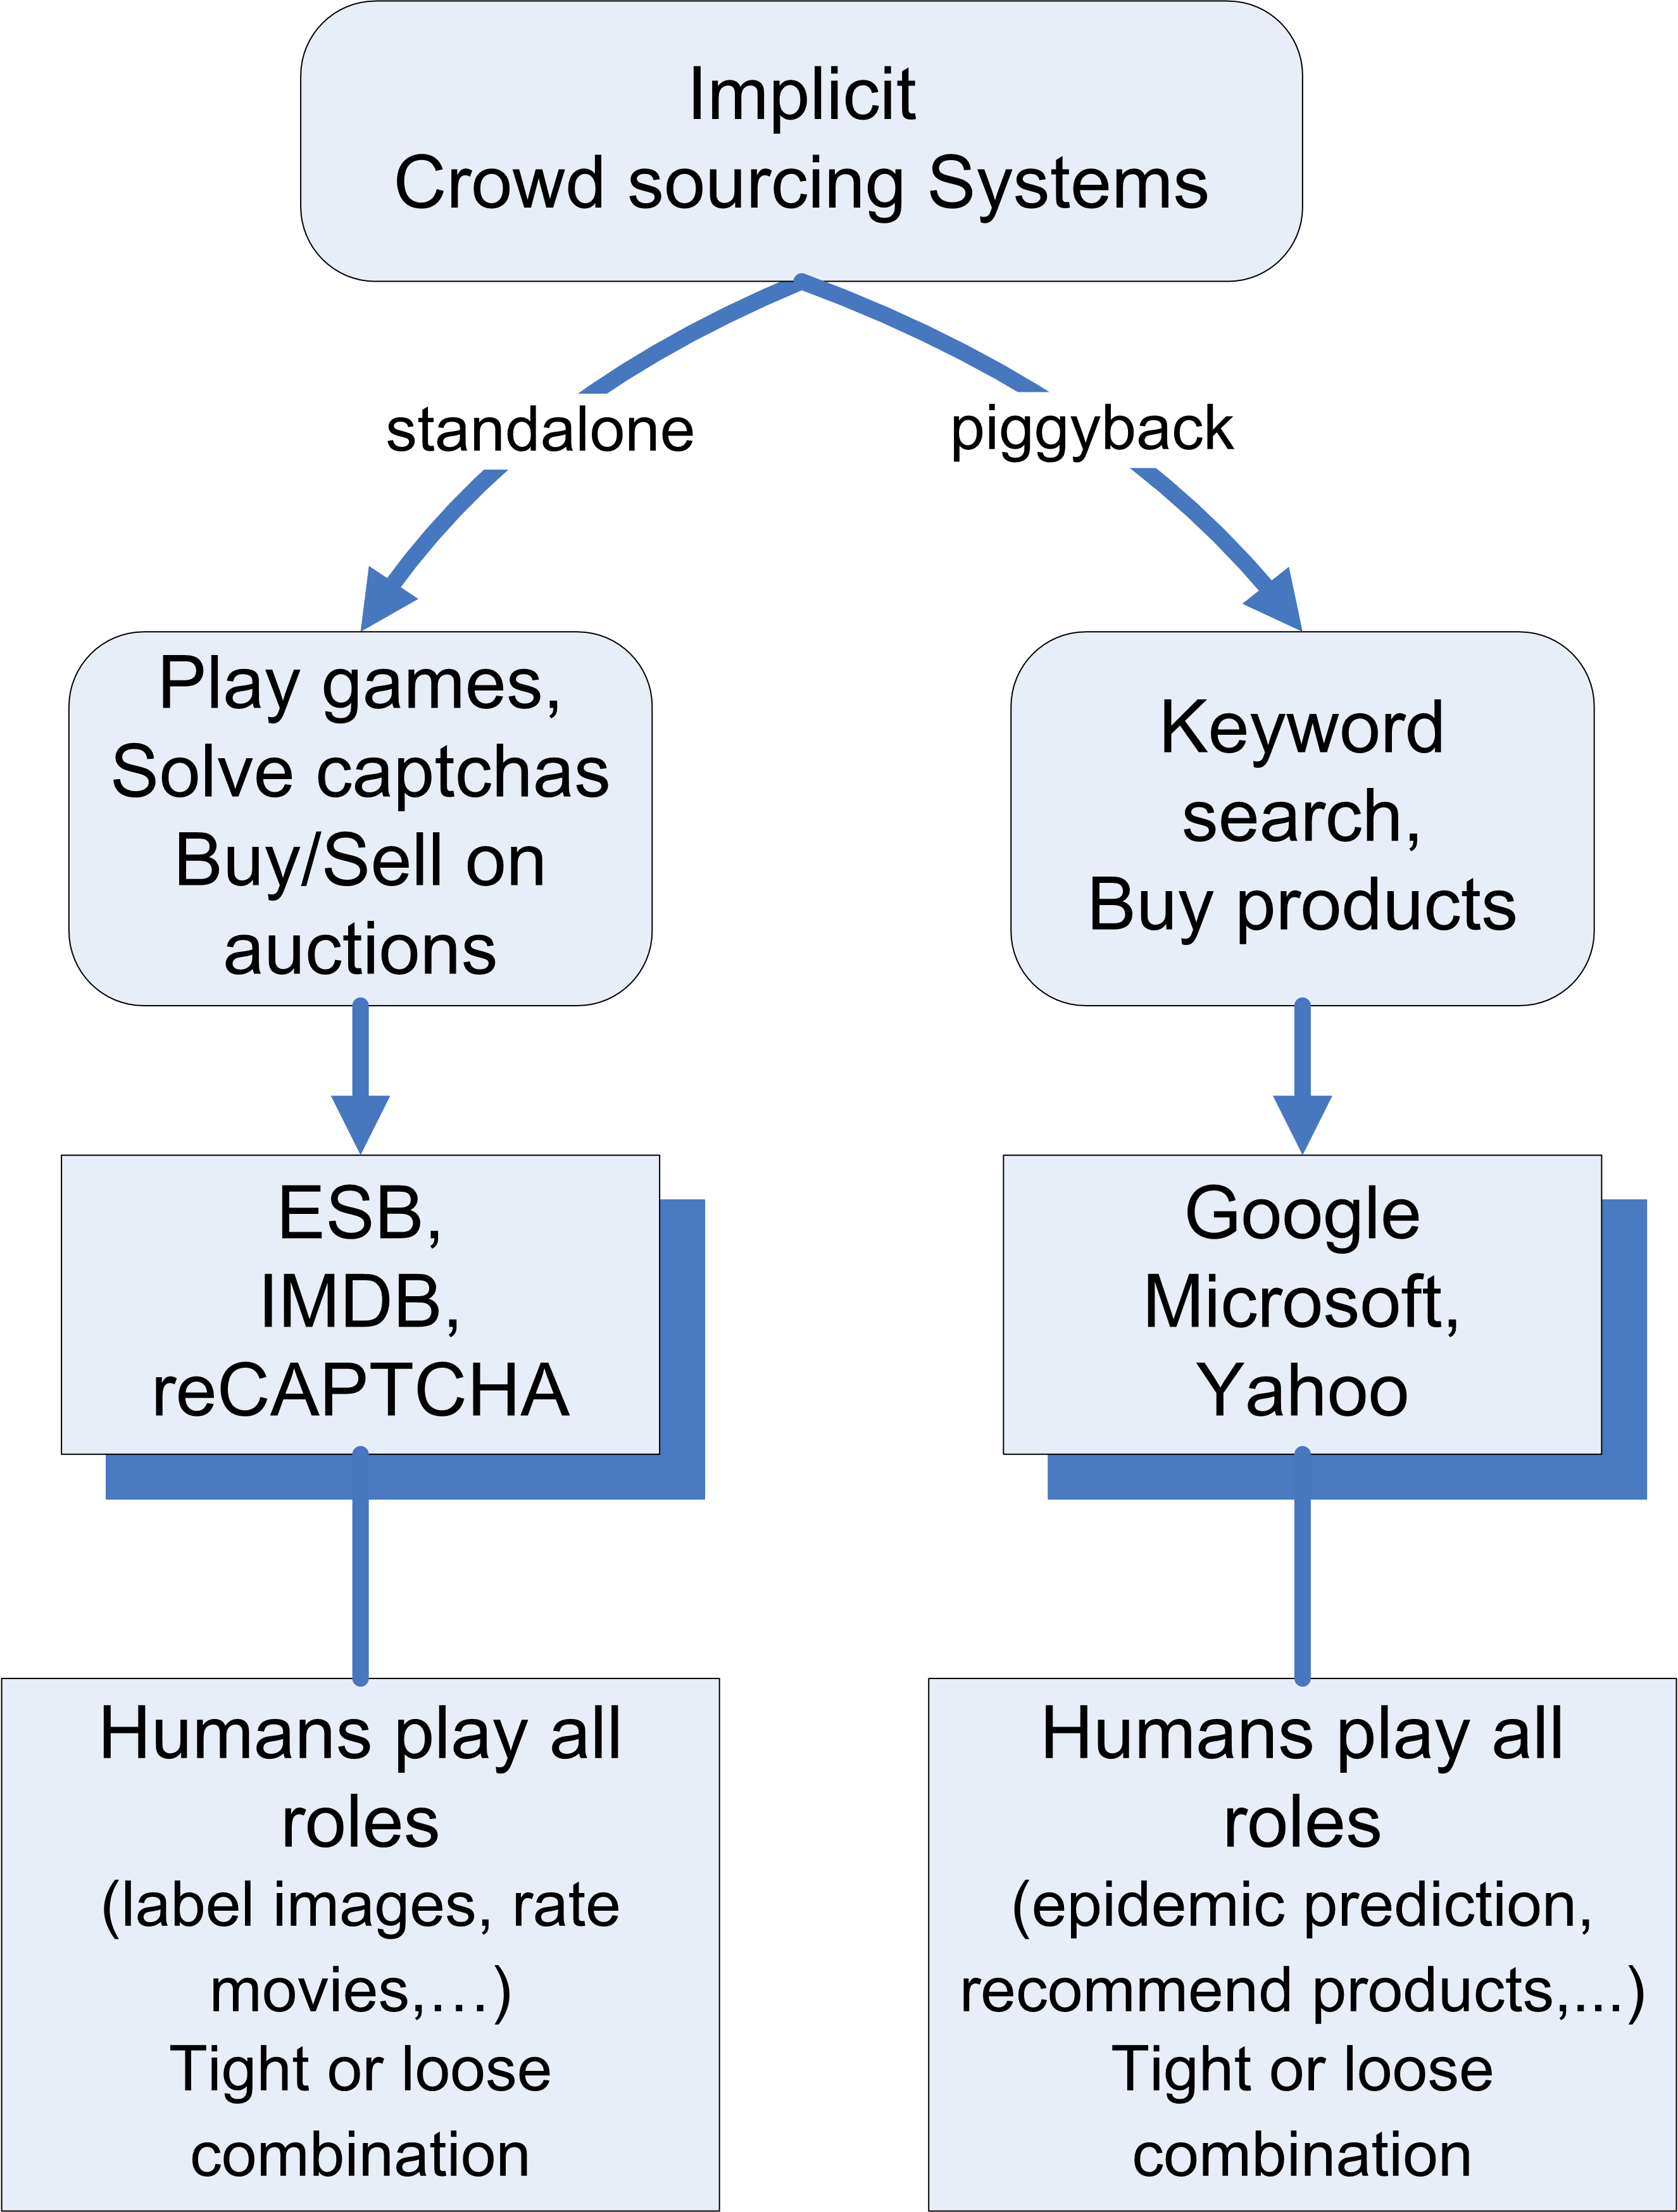 Implicit
Crowd sourcing Systems
standalone
piggyback
Play games,
Solve captchas
Buy/Sell on
auctions
Keyword
search,
Buy products
ESB,
IMDB,
reCAPTCHA
Google
Microsoft,
Yahoo
Humans play all
roles
(label images, rate
movies,…)
Tight or loose
combination
Humans play all
roles
(epidemic prediction,
recommend products,...)
Tight or loose
combination